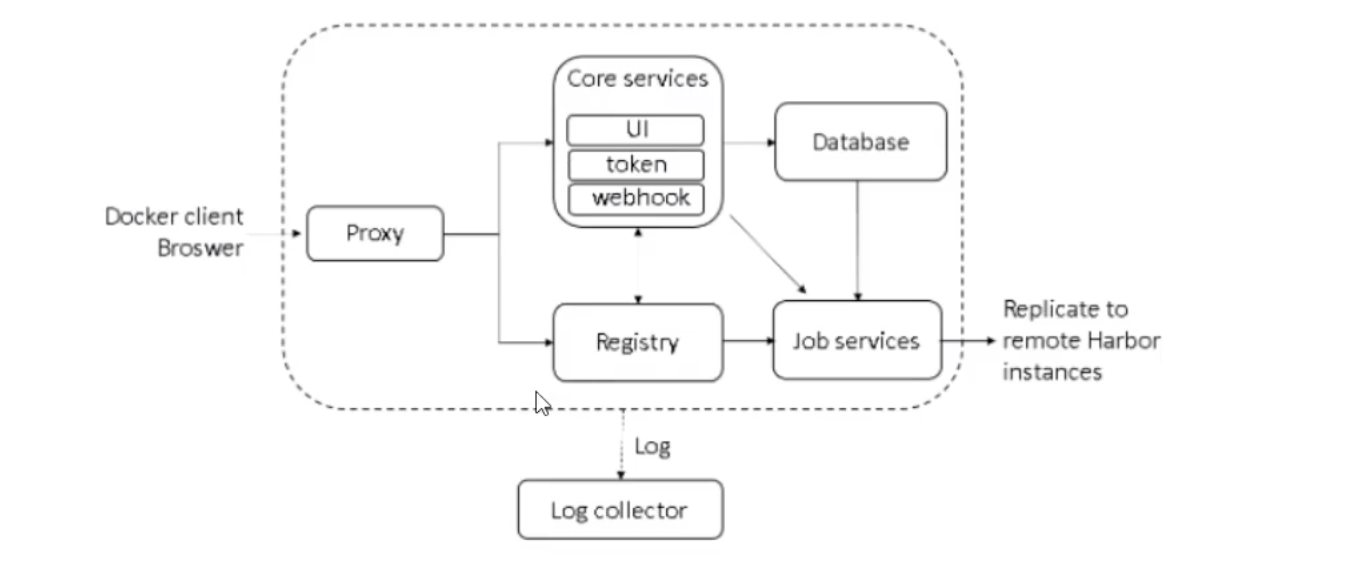 Core services
UI
token
webhook
Database
Docker client
Broswer
Proxy
Registry
Job services
Replicate to
remote Harbor
instances
Log
Log collector